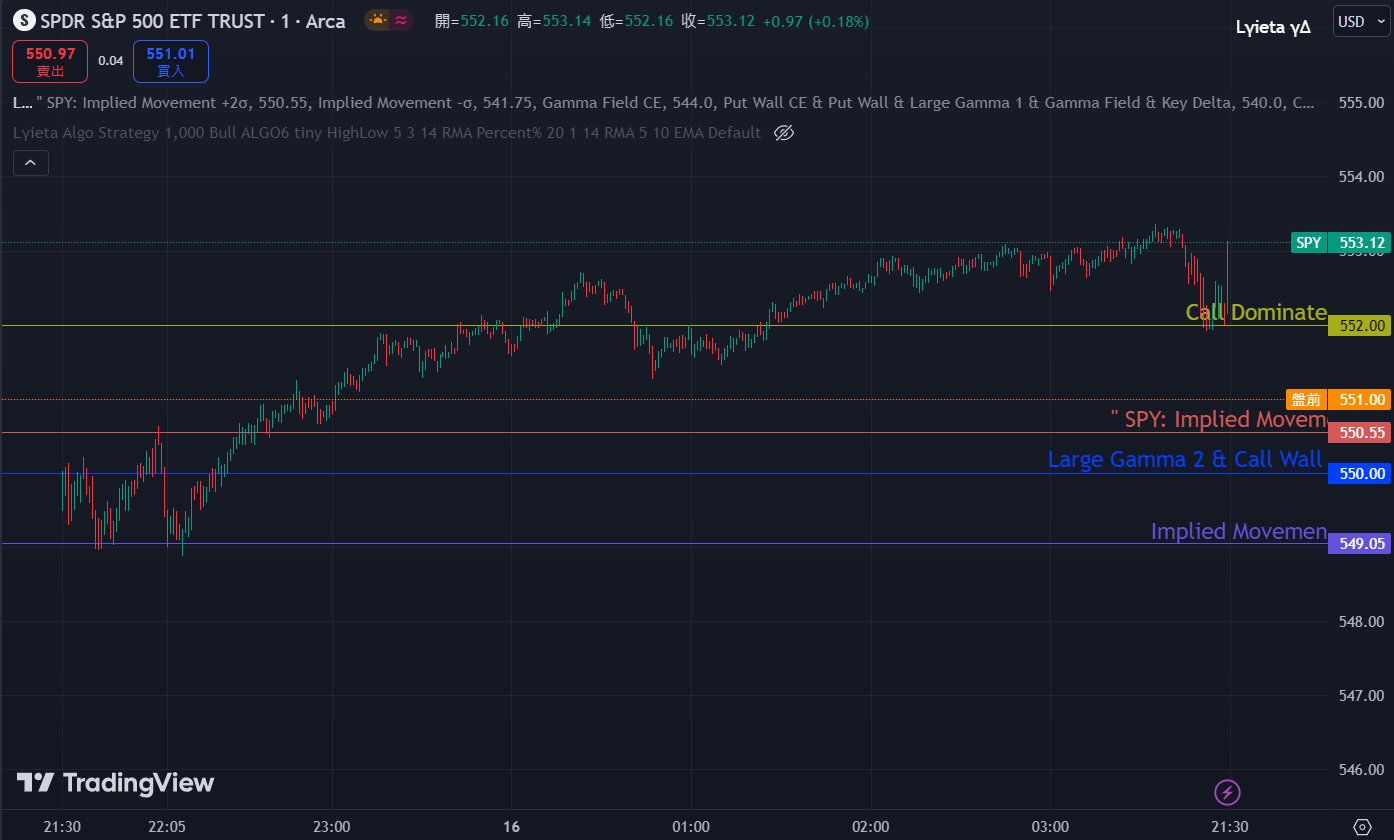 S SPDR S&P 500 ETF TRUST · 1 · Arca 開=552.16 高=553.14 低=552.16 收=553.12 +0.97 (+0.18%)
Lyieta γΔ
USD
550.97
賣出
0.04
551.01
買入
L... " SPY: Implied Movement +2σ, 550.55, Implied Movement -σ, 541.75, Gamma Field CE, 544.0, Put Wall CE & Put Wall & Large Gamma 1 & Gamma Field & Key Delta, 540.0, C...
Lyieta Algo Strategy 1,000 Bull ALGO6 tiny HighLow 5 3 14 RMA Percent% 20 1 14 RMA 5 10 EMA Default
555.00
554.00
SPY 553.12
553.00
Call Dominate
552.00
盤前 551.00
" SPY: Implied Movem
550.55
Large Gamma 2 & Call Wall
550.00
Implied Movemen
549.05
548.00
547.00
546.00
TradingView
21:30 22:05 23:00 16 01:00 02:00 03:00 21:30